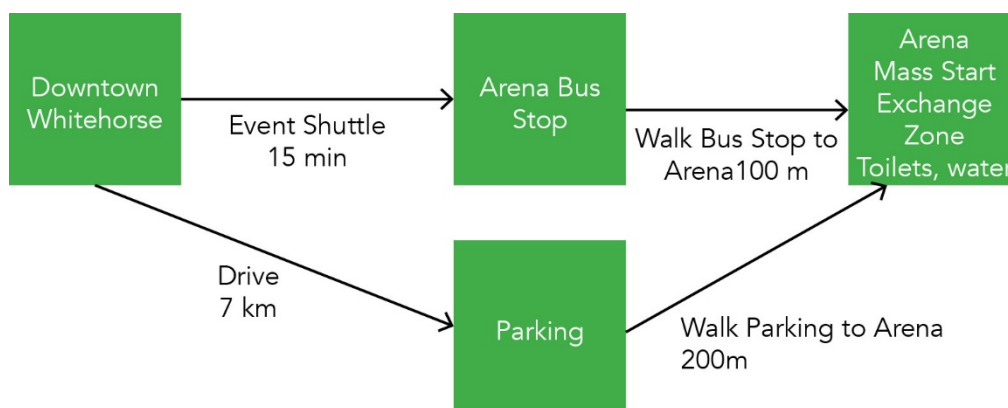 Downtown
Whitehorse
Event Shuttle
15 min
Arena Bus
Stop
Walk Bus Stop to
Arena100 m
Arena
Mass Start
Exchange
Zone
Toilets, water
Drive
7 km
Parking
Walk Parking to Arena
200m